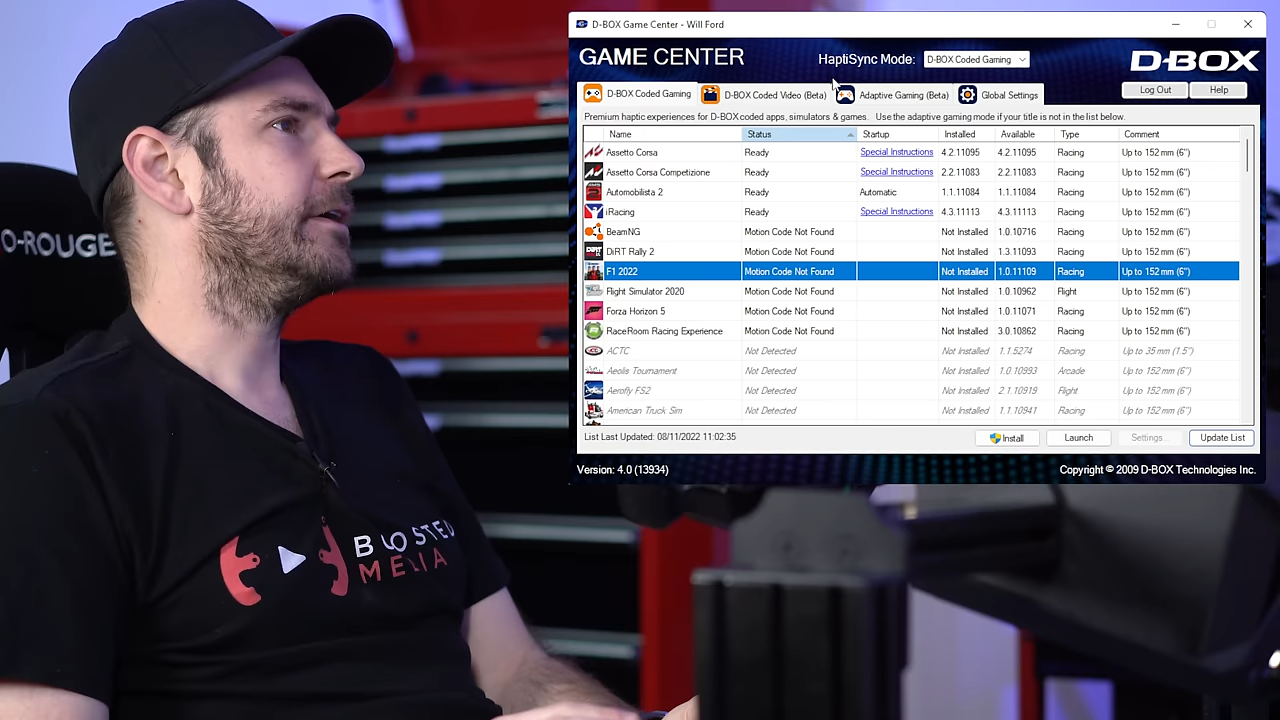 D-BOX Game Center - Will Ford
GAME CENTER
HaptiSync Mode: D-BOX Coded Gaming
D-BOX
D-BOX Coded Gaming D-BOX Coded Video (Beta) Adaptive Gaming (Beta) Global Settings
Log Out Help
Premium haptic experiences for D-BOX coded apps, simulators & games. Use the adaptive gaming mode if your title is not in the list below.
Name Status Startup Installed Available Type Comment
Assetto Corsa Ready Special Instructions 4.2.11095 4.2.11095 Racing Up to 152 mm (6")
Assetto Corsa Competizione Ready Special Instructions 2.2.11083 2.2.11083 Racing Up to 152 mm (6")
Automobilista 2 Ready Automatic 1.1.11084 1.1.11084 Racing Up to 152 mm (6")
iRacing Ready Special Instructions 4.3.11113 4.3.11113 Racing Up to 152 mm (6")
BeamNG Motion Code Not Found Not Installed 1.0.10716 Racing Up to 152 mm (6")
DiRT Rally 2 Motion Code Not Found Not Installed 1.3.11093 Racing Up to 152 mm (6")
F1 2022 Motion Code Not Found Not Installed 1.0.11109 Racing Up to 152 mm (6")
Flight Simulator 2020 Motion Code Not Found Not Installed 1.0.10962 Flight Up to 152 mm (6")
Forza Horizon 5 Motion Code Not Found Not Installed 1.0.11071 Racing Up to 152 mm (6")
RaceRoom Racing Experience Motion Code Not Found Not Installed 3.0.10862 Racing Up to 152 mm (6")
ACTC Not Detected Not Installed 1.1.5274 Racing Up to 35 mm (1.5")
Aeolis Tournament Not Detected Not Installed 1.0.10993 Arcade Up to 152 mm (6")
Aerofly FS2 Not Detected Not Installed 2.1.10919 Flight Up to 152 mm (6")
American Truck Sim Not Detected Not Installed 1.1.10941 Racing Up to 152 mm (6")
List Last Updated: 08/11/2022 11:02:35
Install Launch Settings... Update List
Version: 4.0 (13934)
Copyright © 2009 D-BOX Technologies Inc.
O-ROUGE
BOOSTED
MEDIA